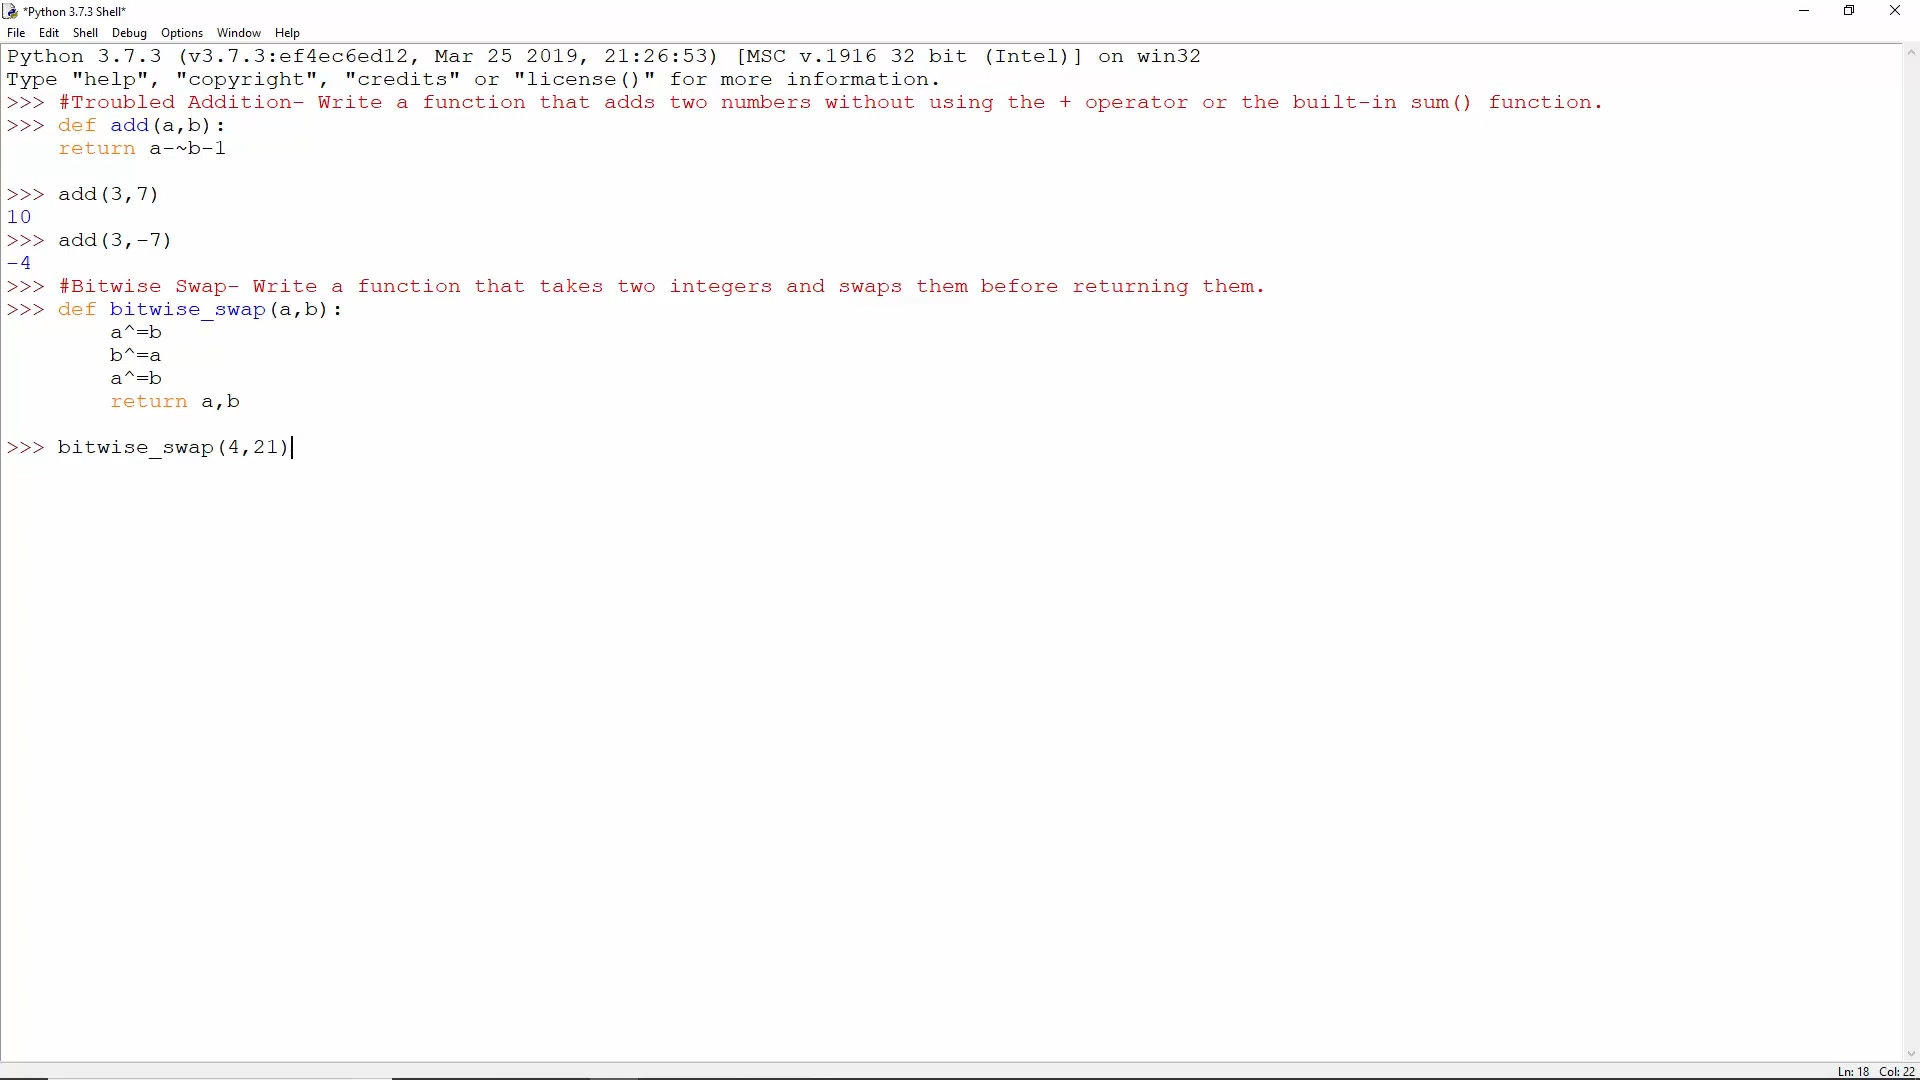 *Python 3.7.3 Shell*
File Edit Shell Debug Options Window Help
Python 3.7.3 (v3.7.3:ef4ec6ed12, Mar 25 2019, 21:26:53) [MSC v.1916 32 bit (Intel)] on win32
Type "help", "copyright", "credits" or "license()" for more information.
>>> #Troubled Addition- Write a function that adds two numbers without using the + operator or the built-in sum() function.
>>> def add(a,b):
    return a-~b-1
>>> add(3,7)
10
>>> add(3,-7)
-4
>>> #Bitwise Swap- Write a function that takes two integers and swaps them before returning them.
>>> def bitwise_swap(a,b):
        a^=b
        b^=a
        a^=b
        return a,b
>>> bitwise_swap(4,21)
Ln: 18 Col: 22